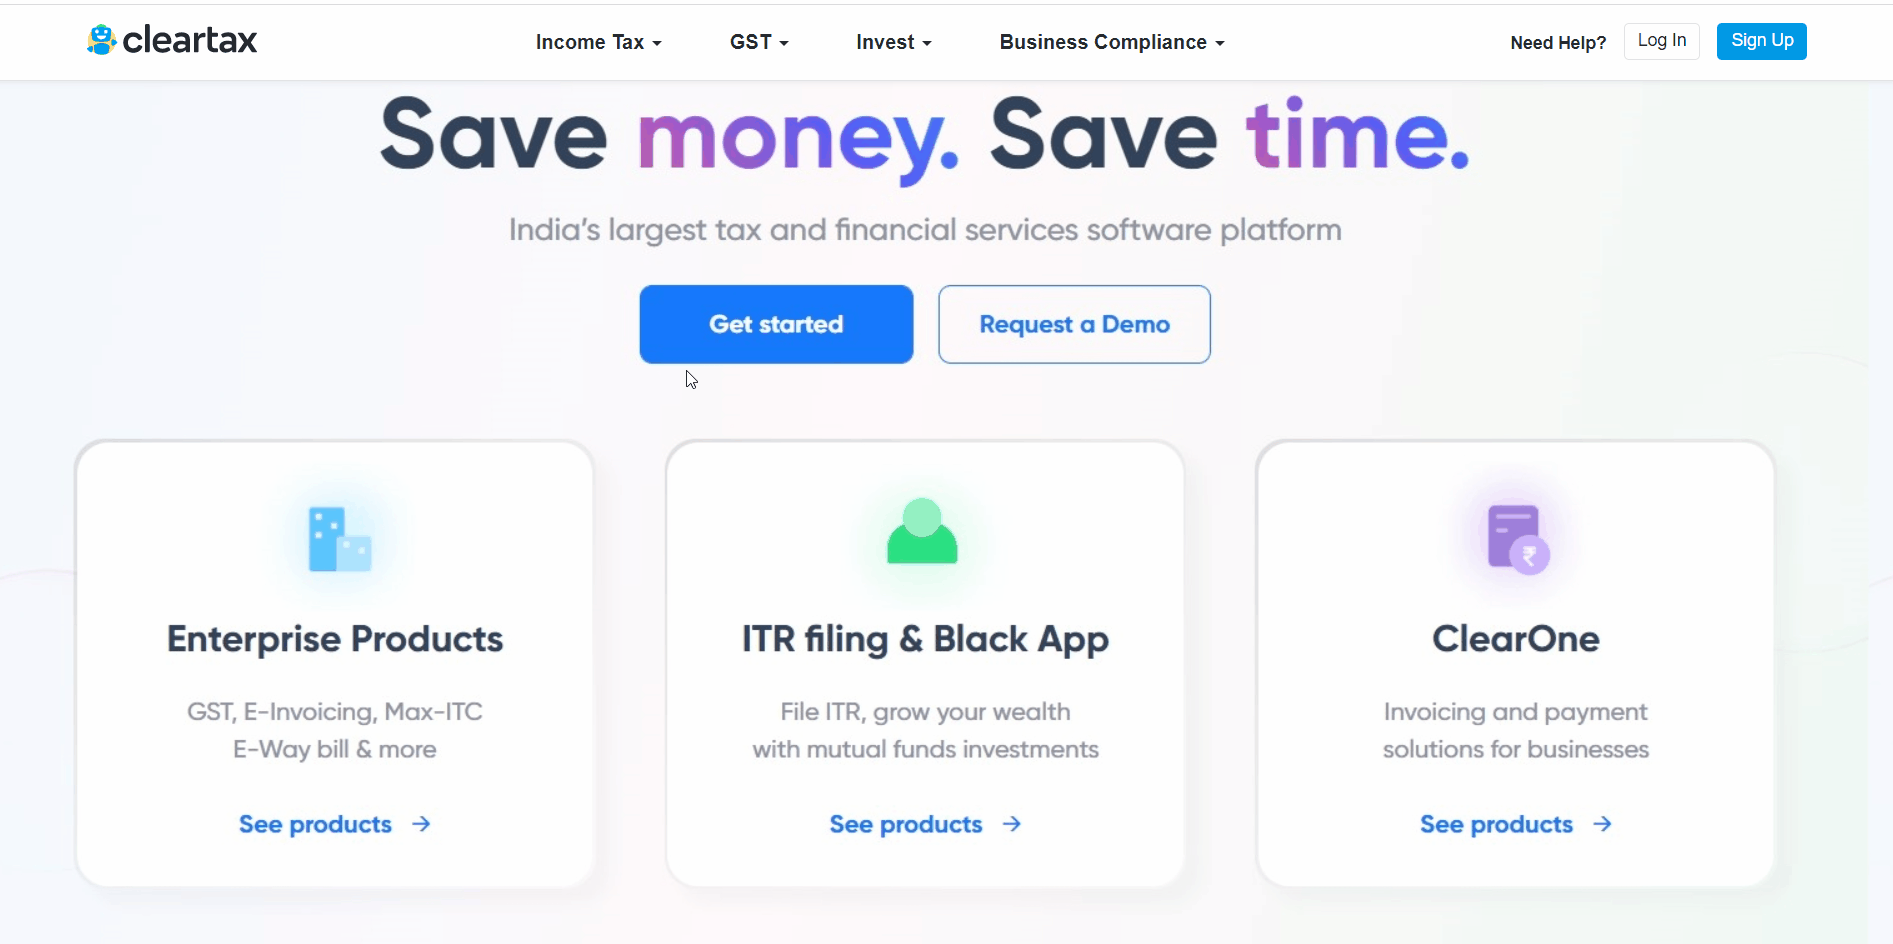 cleartax
Income Tax
GST
Invest
Business Compliance
Need Help?
Log In
Sign Up
Save money. Save time.
India's largest tax and financial services software platform
Get started
Request a Demo
Enterprise Products
GST, E-Invoicing, Max-ITC
E-Way bill & more
See products →
ITR filing & Black App
File ITR, grow your wealth
with mutual funds investments
See products →
ClearOne
₹
Invoicing and payment
solutions for businesses
See products →